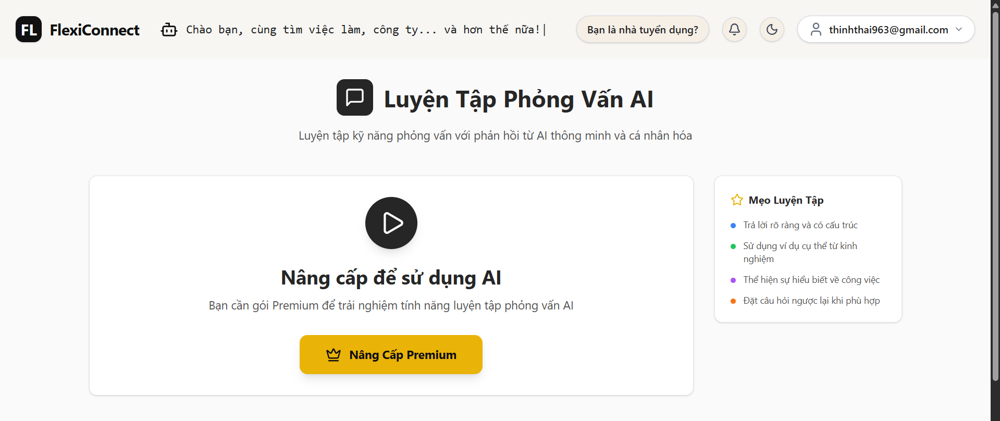 FL FlexiConnect
Chào bạn, cùng tìm việc làm, công ty... và hơn thế nữa!|
Bạn là nhà tuyển dụng?
thinhthai963@gmail.com
Luyện Tập Phỏng Vấn AI
Luyện tập kỹ năng phỏng vấn với phản hồi từ AI thông minh và cá nhân hóa
Nâng cấp để sử dụng AI
Bạn cần gói Premium để trải nghiệm tính năng luyện tập phỏng vấn AI
Nâng Cấp Premium
Mẹo Luyện Tập
Trả lời rõ ràng và có cấu trúc
Sử dụng ví dụ cụ thể từ kinh
nghiệm
Thể hiện sự hiểu biết về công việc
Đặt câu hỏi ngược lại khi phù hợp